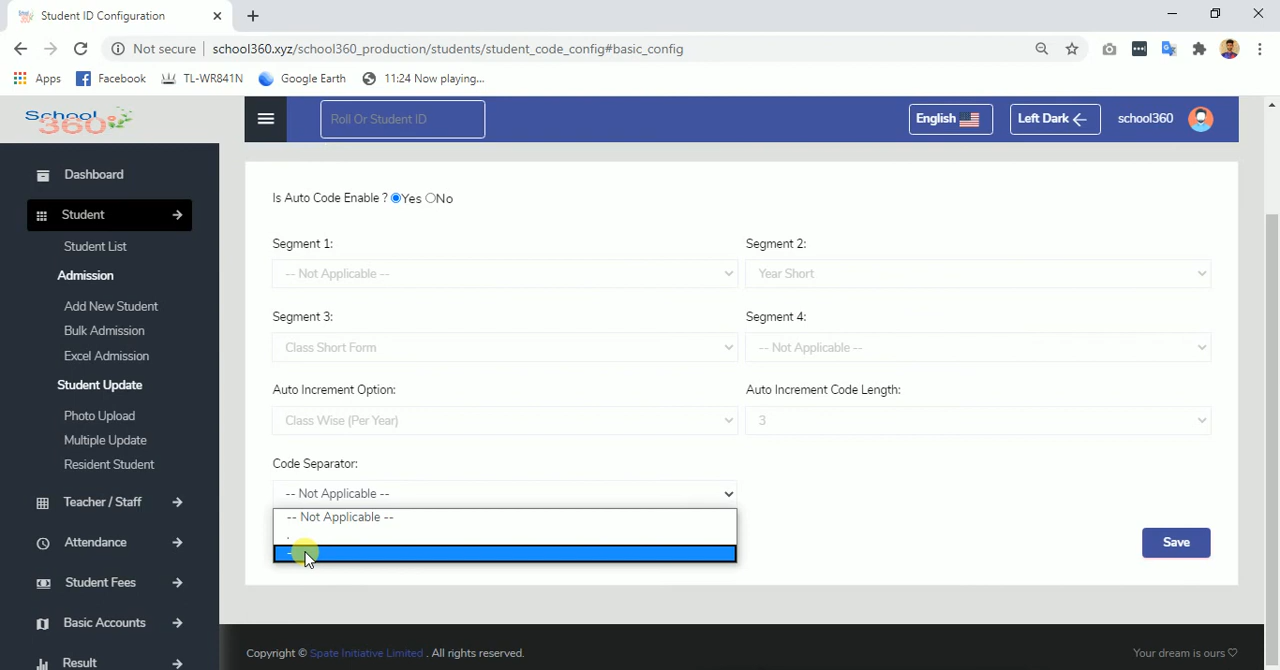 Student ID Configuration
Not secure
school360.xyz/school360_production/students/student_code_config#basic_config
Apps
Facebook
TL-WR841N
Google Earth
11:24 Now playing...
School 360
Roll Or Student ID
English
Left Dark
school360
Dashboard
Student
Student List
Admission
Add New Student
Bulk Admission
Excel Admission
Student Update
Photo Upload
Multiple Update
Resident Student
Teacher / Staff
Attendance
Student Fees
Basic Accounts
Result
Is Auto Code Enable ? Yes No
Segment 1:
-- Not Applicable --
Segment 2:
Year Short
Segment 3:
Class Short Form
Segment 4:
-- Not Applicable --
Auto Increment Option:
Class Wise (Per Year)
Auto Increment Code Length:
3
Code Separator:
-- Not Applicable --
-- Not Applicable --
.
-
Save
Copyright © Spate Initiative Limited . All rights reserved.
Your dream is ours ♡